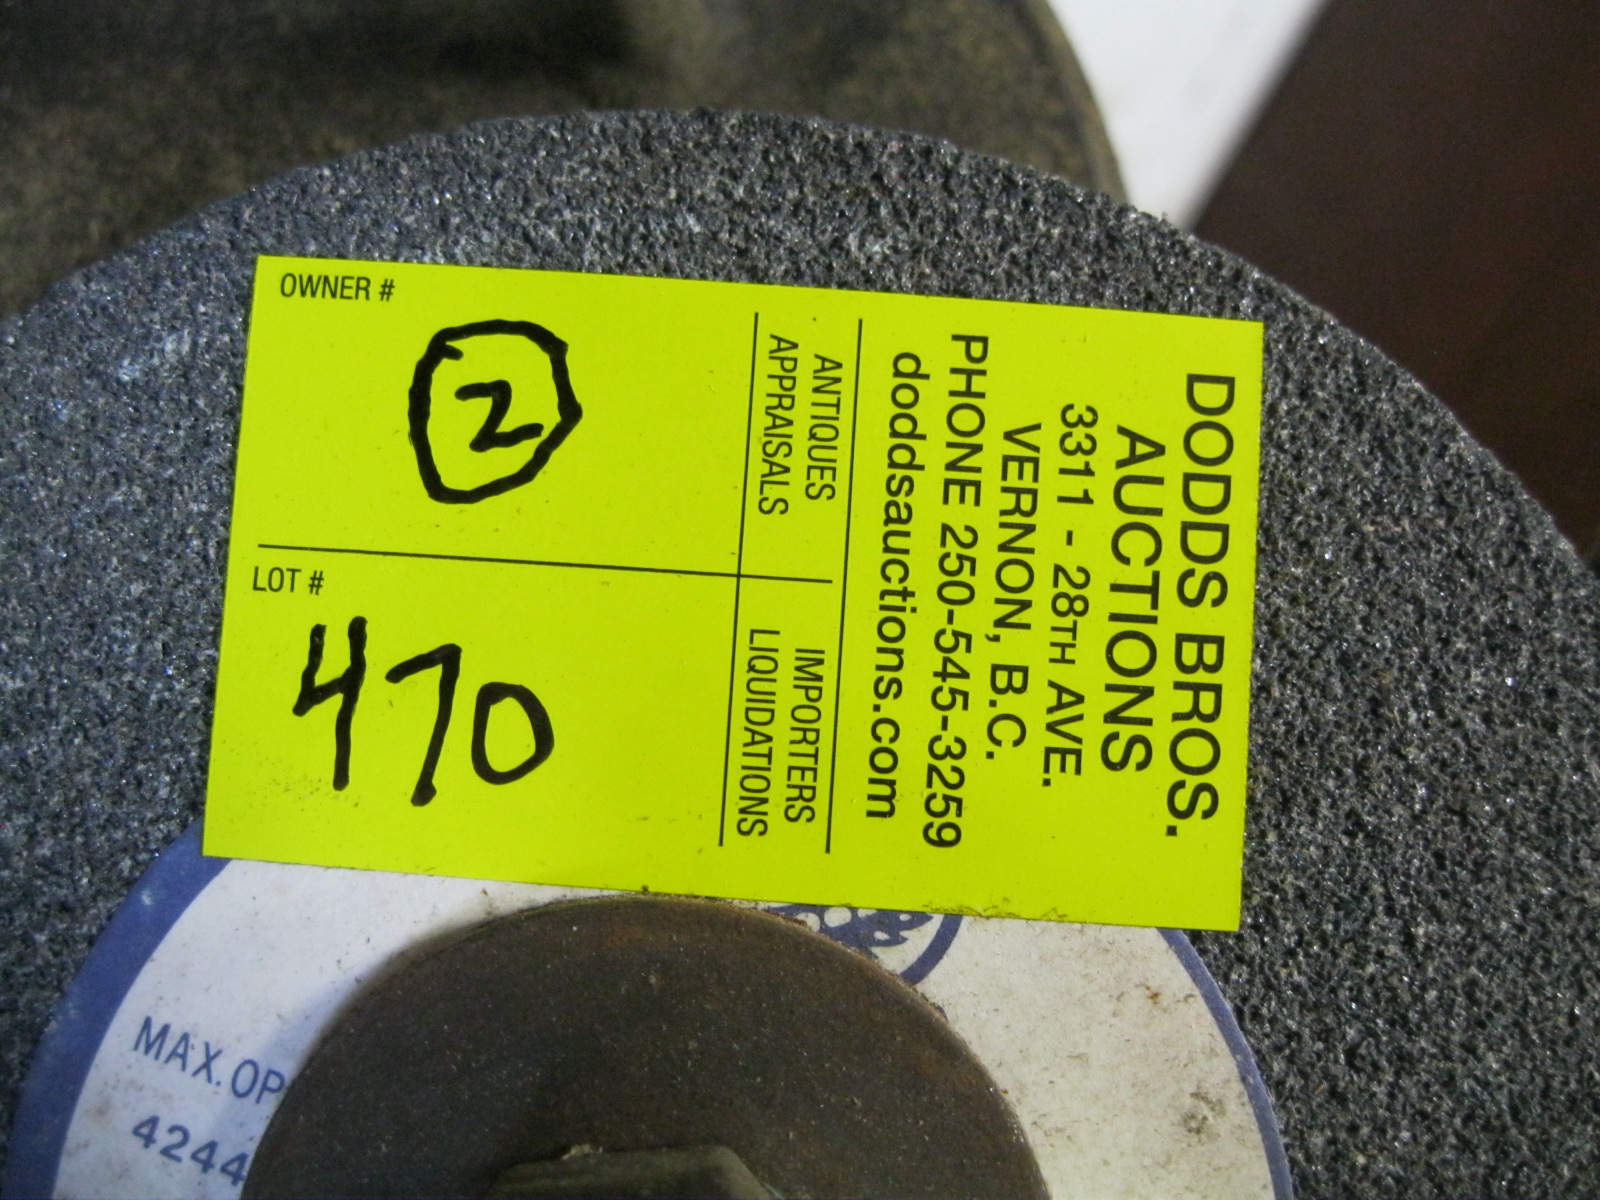 OWNER #
2
LOT #
470
DODDS BROS.
AUCTIONS
3311 - 28TH AVE.
VERNON, B.C.
PHONE 250-545-3259
doddsauctions.com
ANTIQUES
APPRAISALS
IMPORTERS
LIQUIDATIONS
MAX. OP
4244